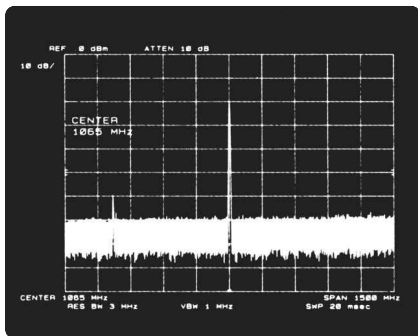 REF 0 dBm ATTEN 10 dB
10 dB/
CENTER
1065 MHz
CENTER 1065 MHz SPAN 1500 MHz
RES BW 3 MHz VBW 1 MHz SWP 20 msec